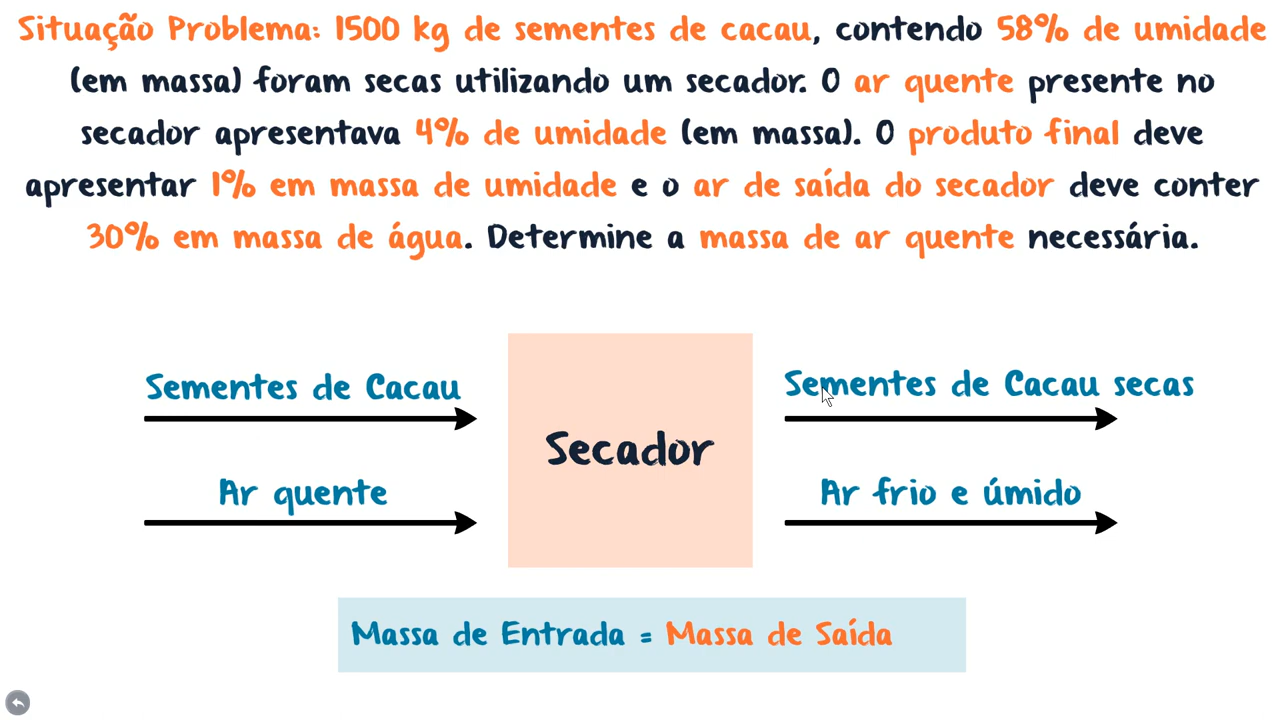 Situação Problema: 1500 kg de sementes de cacau, contendo 58% de umidade
(em massa) foram secas utilizando um secador. O ar quente presente no
secador apresentava 4% de umidade (em massa). O produto final deve
apresentar 1% em massa de umidade e o ar de saída do secador deve conter
30% em massa de água. Determine a massa de ar quente necessária.
Sementes de Cacau
Ar quente
Secador
Sementes de Cacau secas
Ar frio e úmido
Massa de Entrada = Massa de Saída